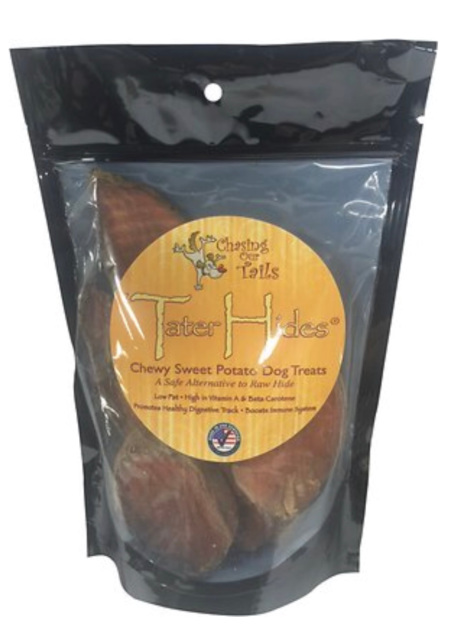 Chasing
Our
Tails
Tater Hides®
Chewy Sweet Potato Dog Treats
A Safe Alternative to Raw Hide
Low Fat • High in Vitamin A & Beta Carotene
Promotes Healthy Digestive Track • Boosts Immune System